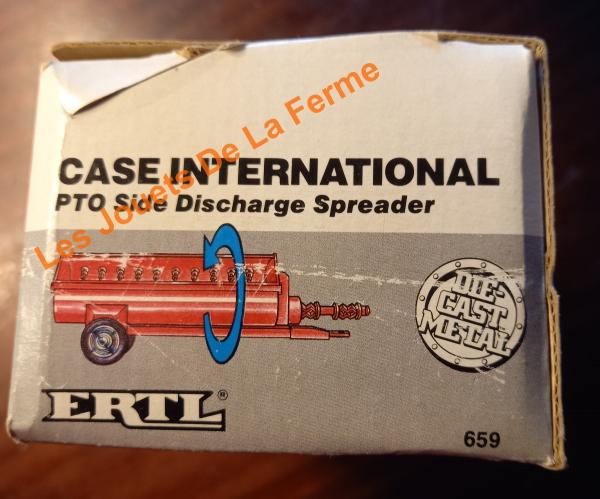 Les Jouets De La Ferme
CASE INTERNATIONAL
PTO Side Discharge Spreader
DIE-
CAST
METAL
ERTL®
659